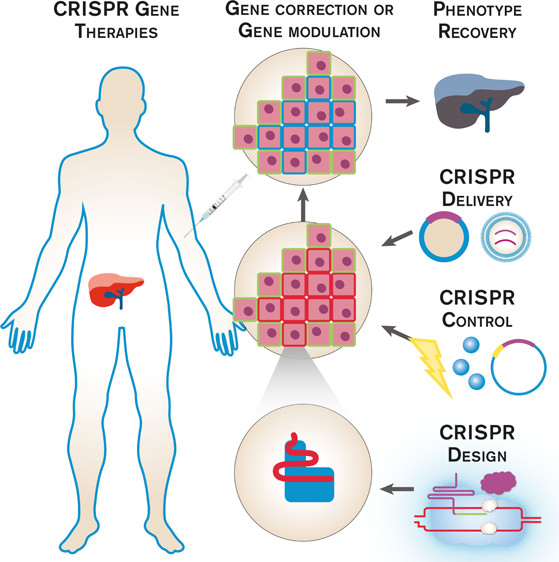 CRISPR GENE
THERAPIES
GENE CORRECTION OR
GENE MODULATION
PHENOTYPE
RECOVERY
CRISPR
DELIVERY
CRISPR
CONTROL
CRISPR
DESIGN